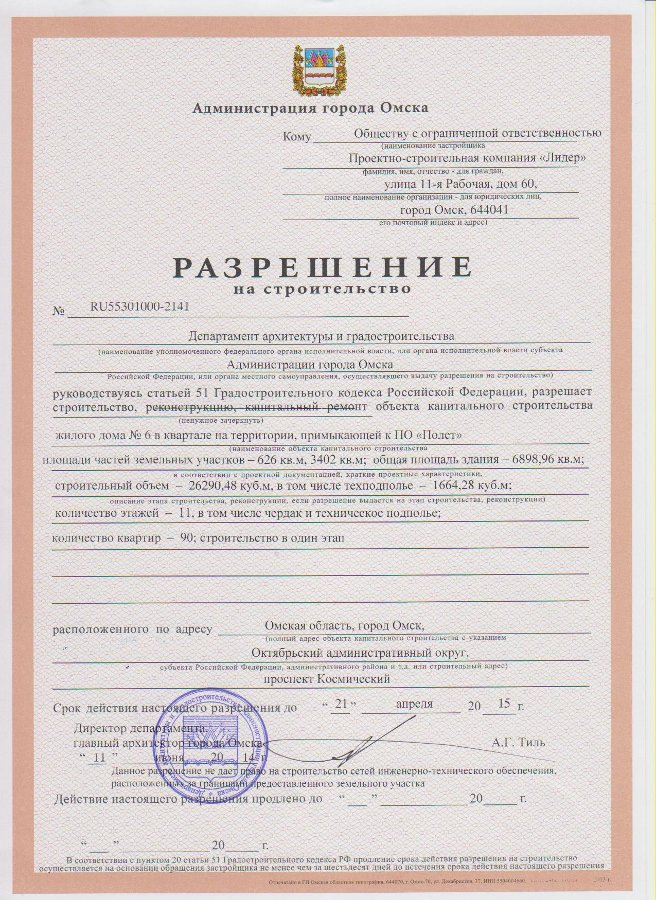 Администрация города Омска
Кому Обществу с ограниченной ответственностью
(наименование застройщика
Проектно-строительная компания «Лидер»
фамилия, имя, отчество - для граждан,
улица 11-я Рабочая, дом 60,
полное наименование организации - для юридических лиц,
город Омск, 644041
его почтовый индекс и адрес)
РАЗРЕШЕНИЕ
на строительство
№ RU55301000-2141
Департамент архитектуры и градостроительства
(наименование уполномоченного федерального органа исполнительной власти, или органа исполнительной власти субъекта
Администрации города Омска
Российской Федерации, или органа местного самоуправления, осуществляющего выдачу разрешения на строительство)
руководствуясь статьей 51 Градостроительного кодекса Российской Федерации, разрешает
строительство, реконструкцию, капитальный ремонт объекта капитального строительства
(ненужное зачеркнуть)
жилого дома № 6 в квартале на территории, примыкающей к ПО «Полет»
(наименование объекта капитального строительства
площади частей земельных участков – 626 кв.м, 3402 кв.м; общая площадь здания – 6898,96 кв.м;
в соответствии с проектной документацией, краткие проектные характеристики,
строительный объем – 26290,48 куб.м, в том числе техподполье – 1664,28 куб.м;
описание этапа строительства, реконструкции, если разрешение выдается на этап строительства, реконструкции)
количество этажей – 11, в том числе чердак и техническое подполье;
количество квартир – 90; строительство в один этап
расположенного по адресу Омская область, город Омск,
(полный адрес объекта капитального строительства с указанием
Октябрьский административный округ,
субъекта Российской Федерации, административного района и т.д. или строительный адрес)
проспект Космический
Срок действия настоящего разрешения до “ 21 ” апреля 20 15 г.
Директор департамента,
главный архитектор города Омска А.Г. Тиль
“ 11 ” июня 20 14 г.
Данное разрешение не дает право на строительство сетей инженерно-технического обеспечения,
расположенных за границами предоставленного земельного участка
Действие настоящего разрешения продлено до “ ” 20 г.
“ ” 20 г.
В соответствии с пунктом 20 статьи 51 Градостроительного кодекса РФ продление срока действия разрешения на строительство
осуществляется на основании обращения застройщика не менее чем за шестьдесят дней до истечения срока действия настоящего разрешения